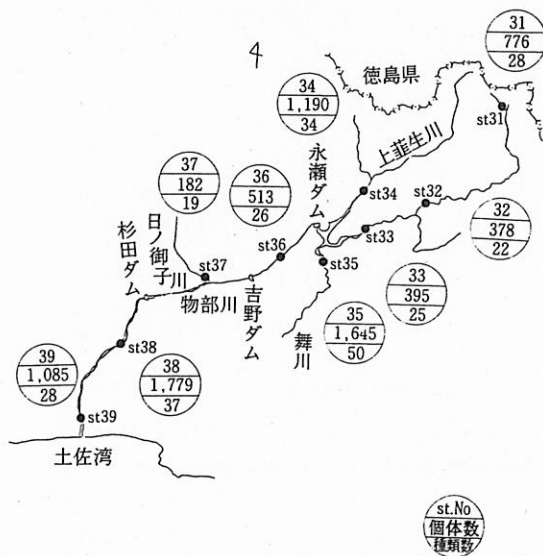 4
31
776
28
徳島県
st31
34
1,190
34
上韮生川
永瀬ダム
st34
st32
32
378
22
37
182
19
36
513
26
st33
33
395
25
日ノ御子川
st37
st36
st35
杉田ダム
物部川
吉野ダム
舞川
35
1,645
50
st38
38
1,779
37
39
1,085
28
st39
土佐湾
st.No
個体数
種類数